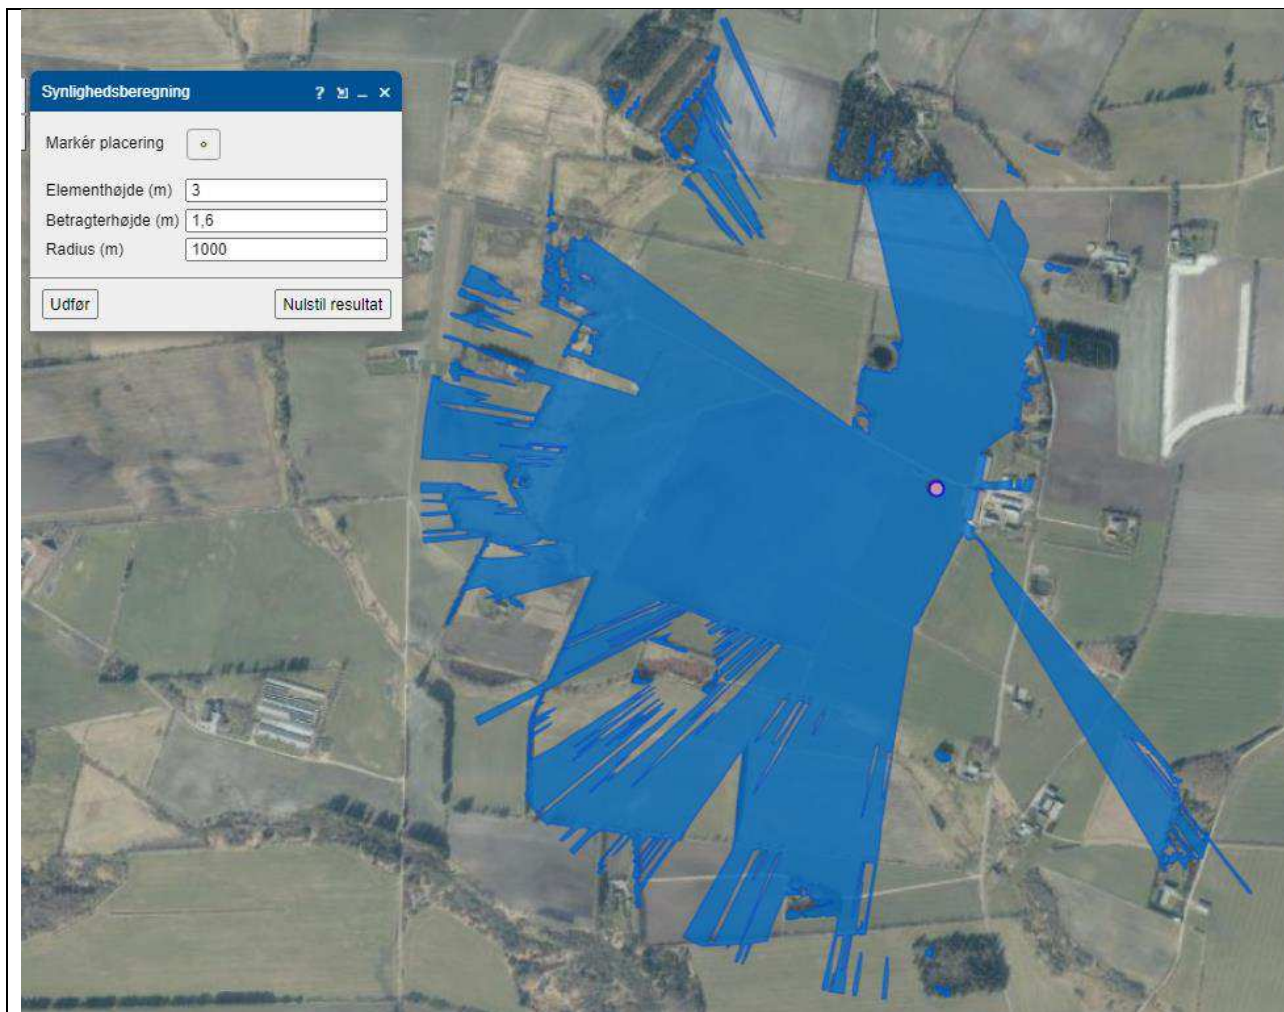 Synlighedsberegning ?
Markér placering
Elementhøjde (m) 3
Betragterhøjde (m) 1,6
Radius (m) 1000
Udfør Nulstil resultat